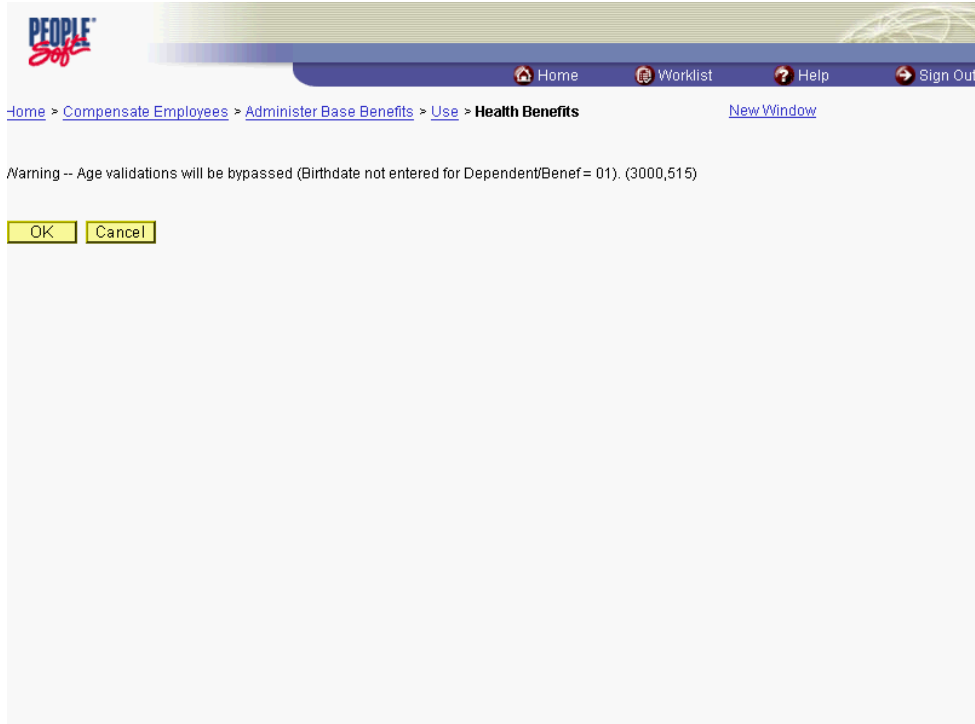 PEOPLE
Soft
Home Worklist Help Sign Out
Home > Compensate Employees > Administer Base Benefits > Use > Health Benefits New Window
Warning -- Age validations will be bypassed (Birthdate not entered for Dependent/Benef = 01). (3000,515)
OK Cancel